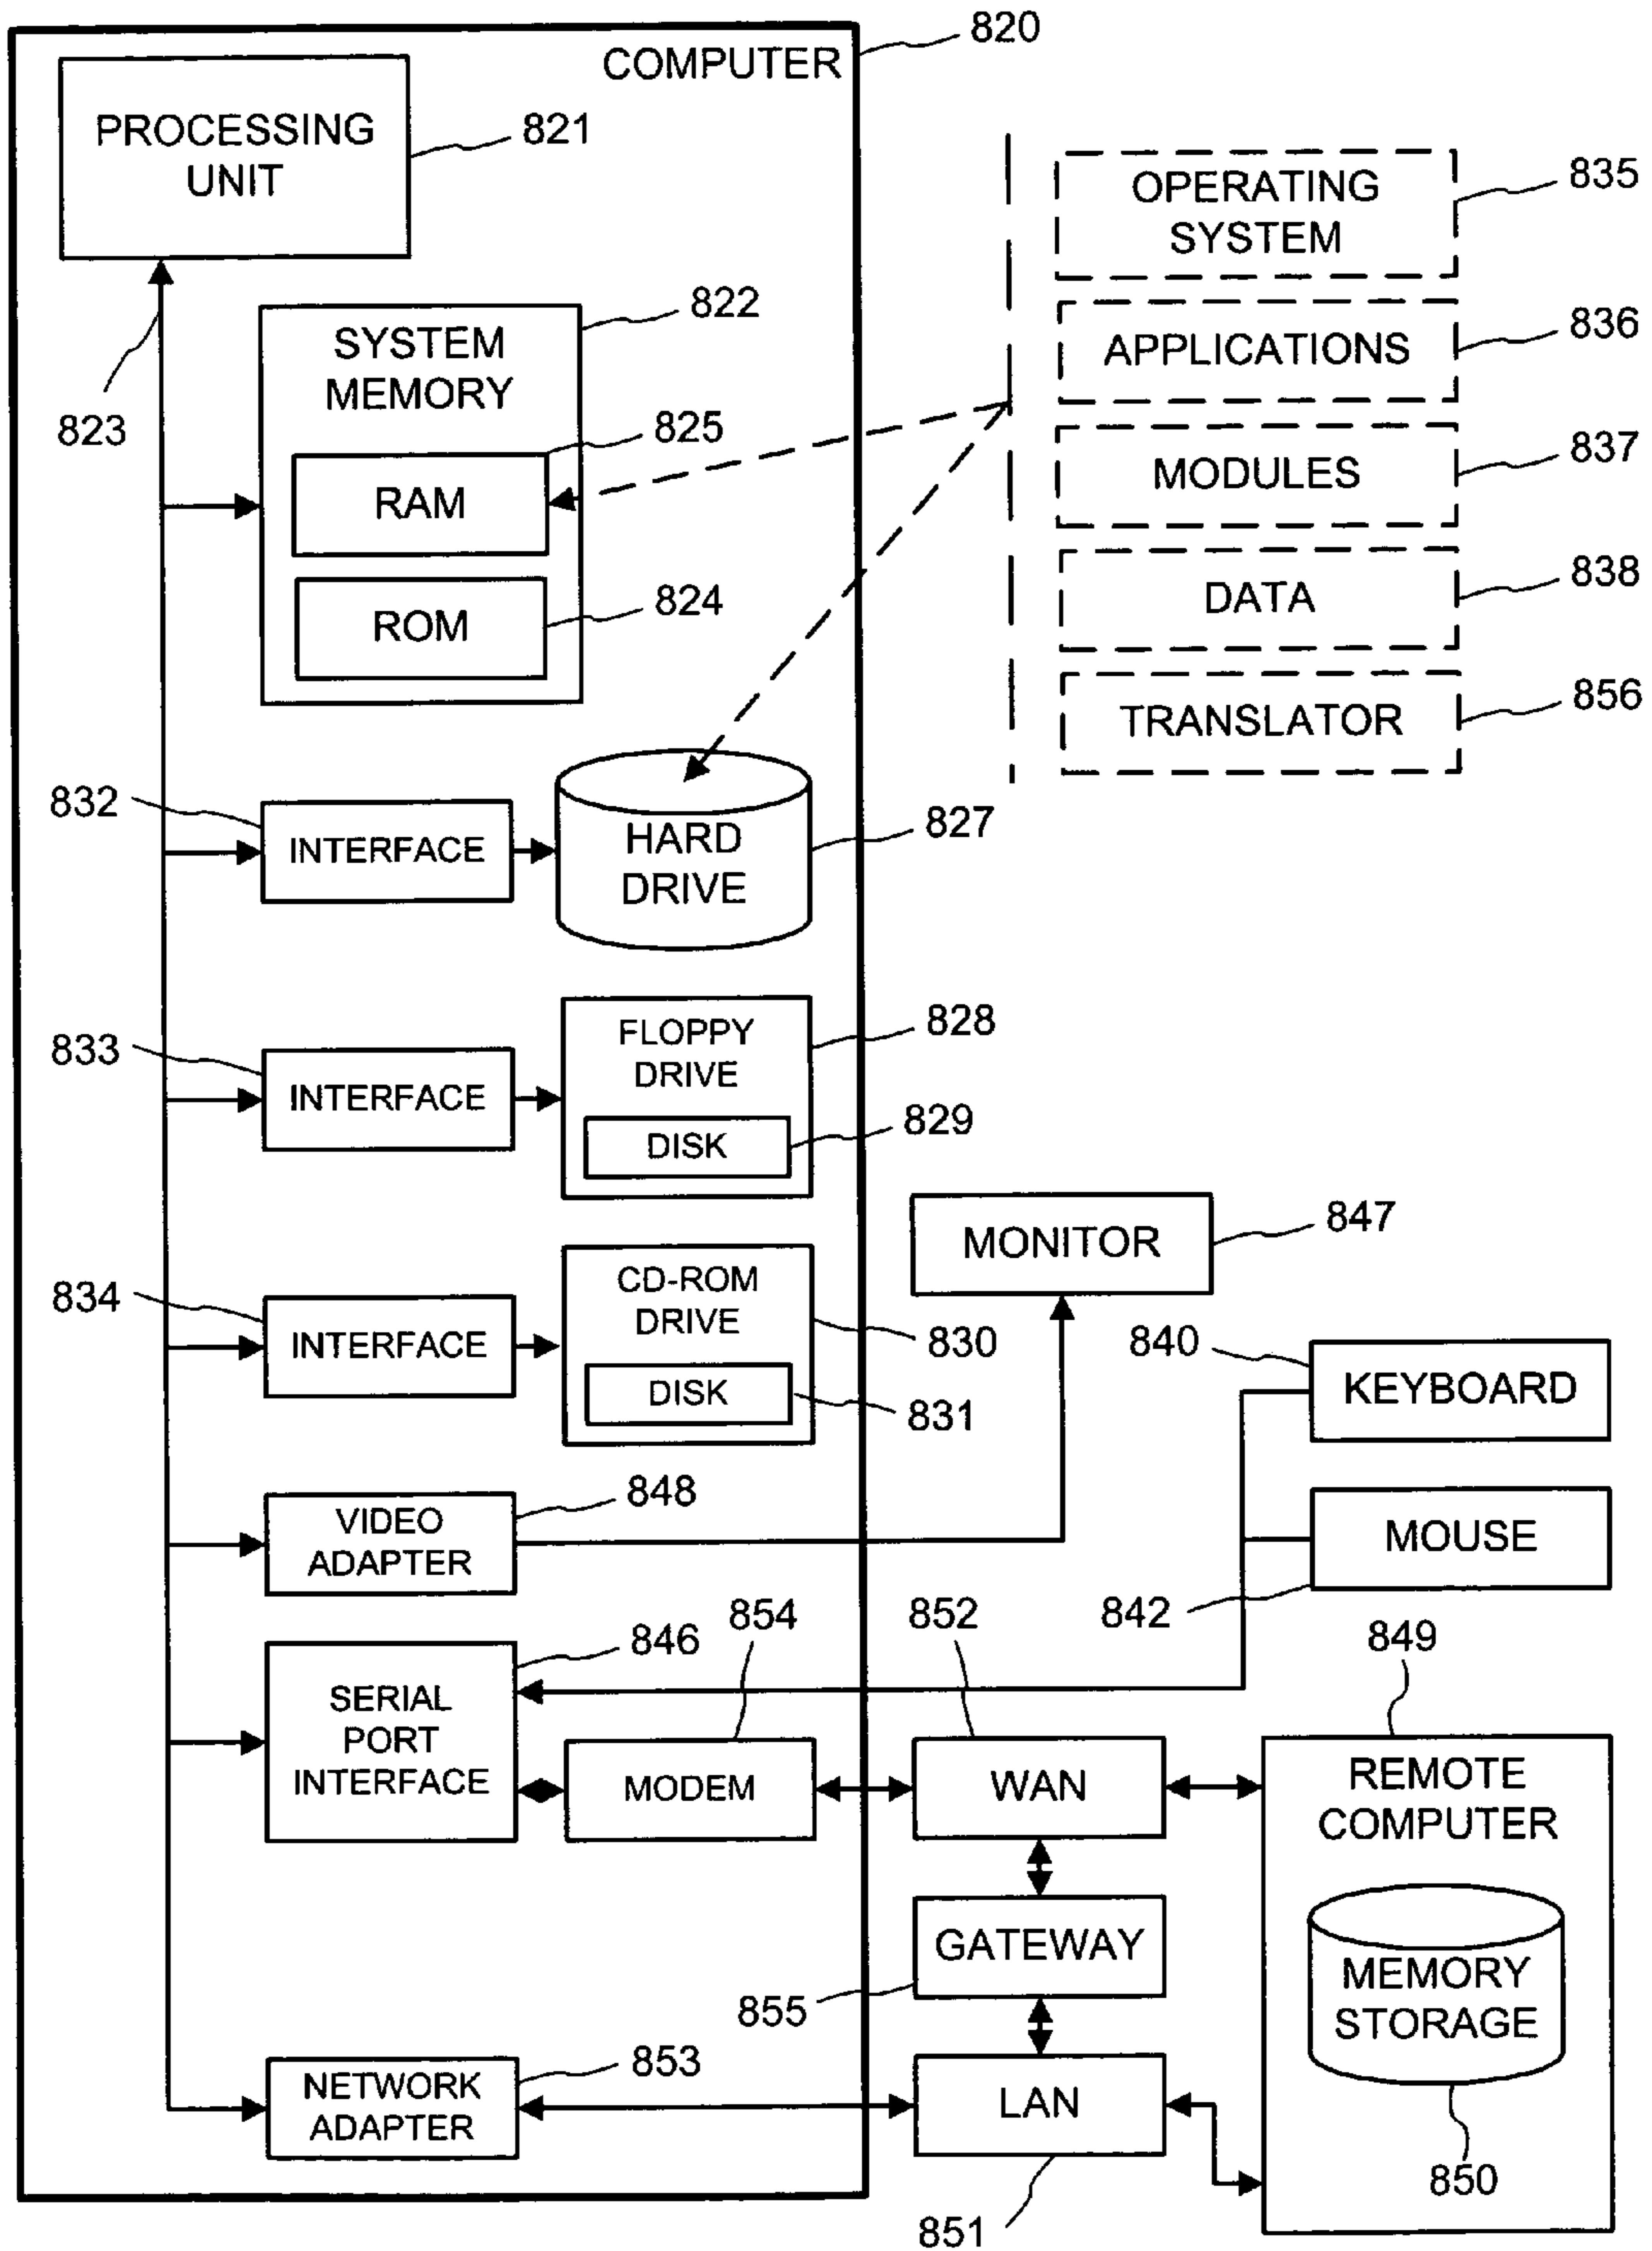 820
COMPUTER
PROCESSING
UNIT
821
823
822
SYSTEM
MEMORY
825
RAM
824
ROM
835
OPERATING
SYSTEM
836
APPLICATIONS
837
MODULES
838
DATA
856
TRANSLATOR
832
INTERFACE
HARD
DRIVE
827
833
INTERFACE
FLOPPY
DRIVE
828
DISK
829
834
INTERFACE
CD-ROM
DRIVE
830
DISK
831
MONITOR
847
840
KEYBOARD
MOUSE
842
VIDEO
ADAPTER
848
846
SERIAL
PORT
INTERFACE
854
MODEM
852
WAN
849
REMOTE
COMPUTER
MEMORY
STORAGE
850
GATEWAY
855
853
NETWORK
ADAPTER
LAN
851